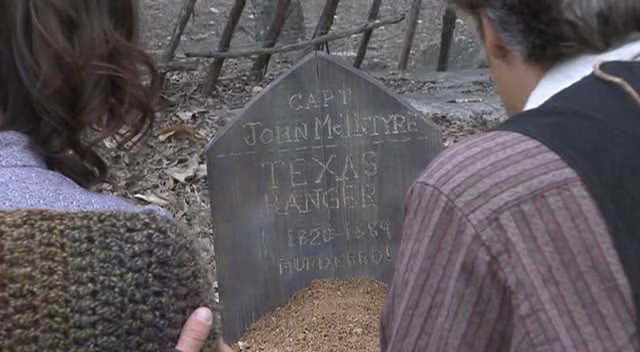 CAPT
JOHN McINTYRE
TEXAS
RANGER
1820-1889
MURDERED!